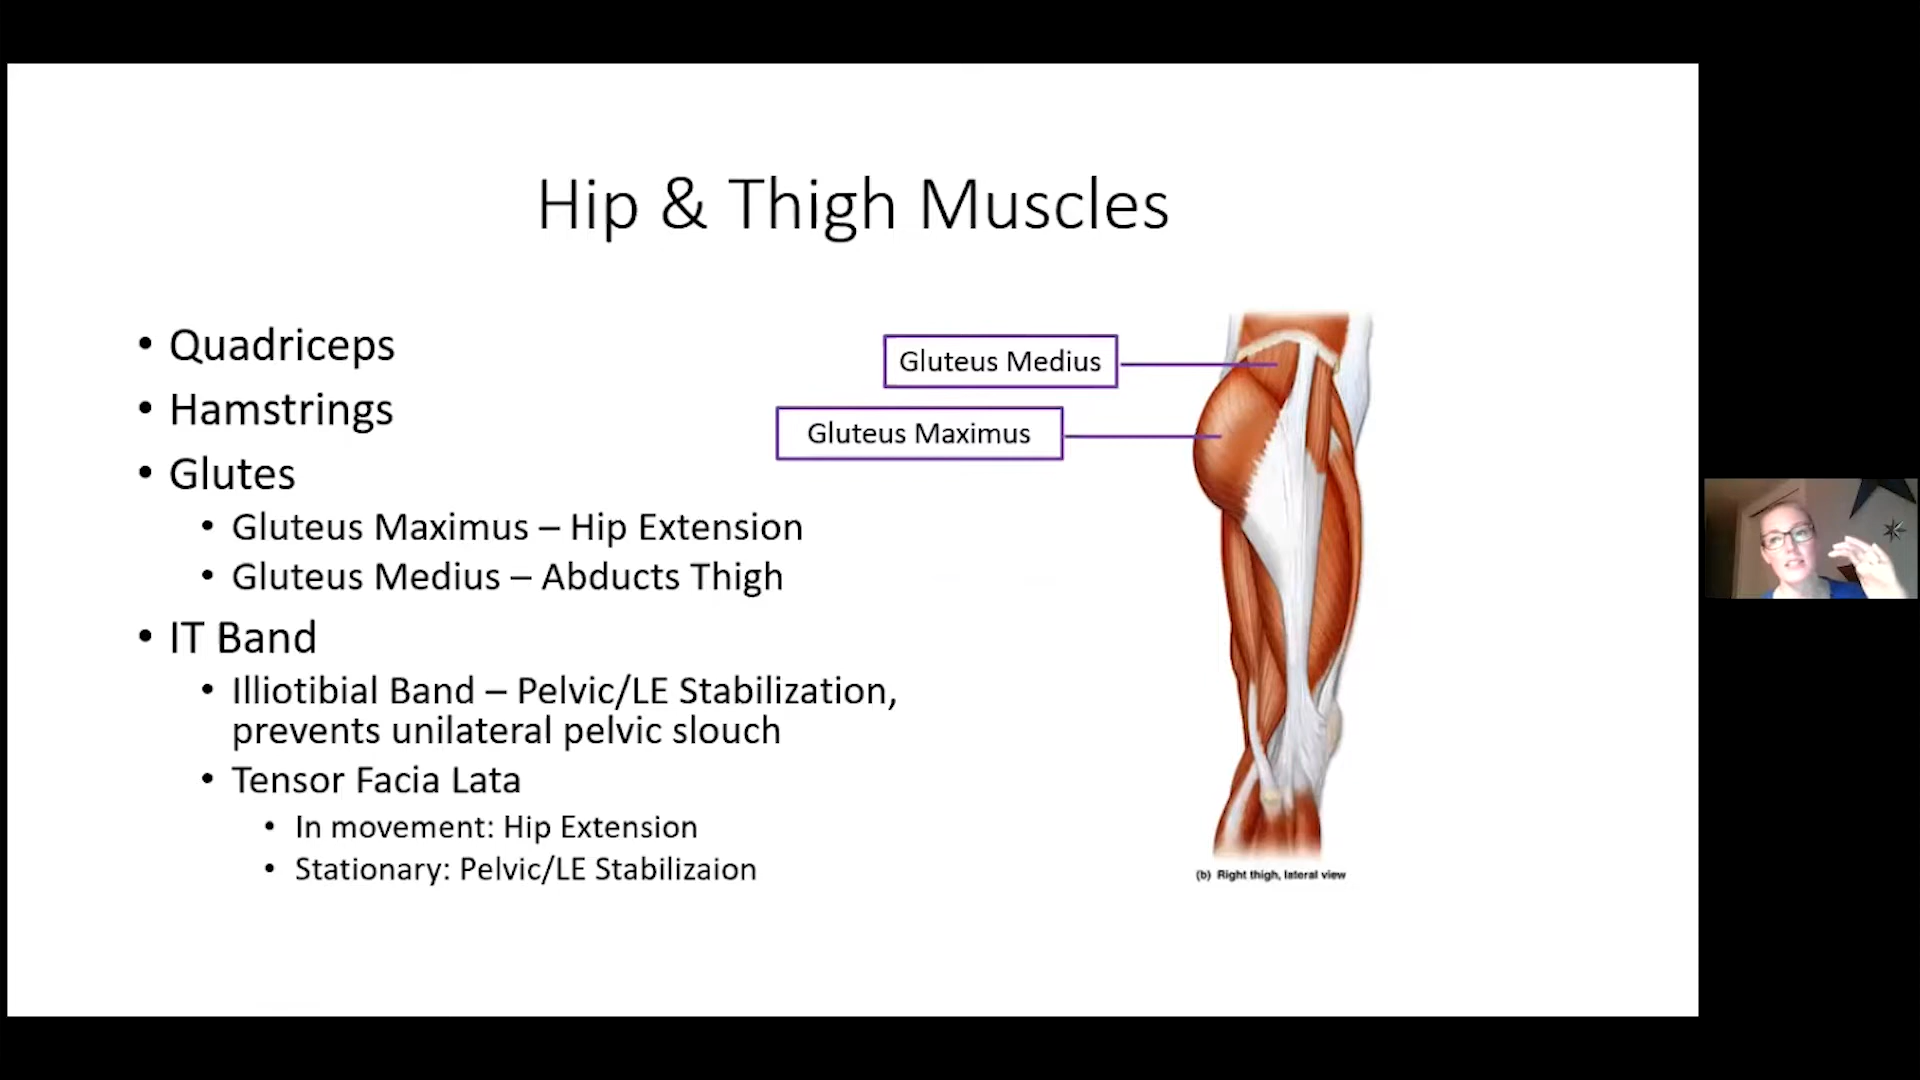 Hip & Thigh Muscles
• Quadriceps
• Hamstrings
• Glutes
• Gluteus Maximus – Hip Extension
• Gluteus Medius – Abducts Thigh
• IT Band
• Illiotibial Band – Pelvic/LE Stabilization,
prevents unilateral pelvic slouch
• Tensor Facia Lata
• In movement: Hip Extension
• Stationary: Pelvic/LE Stabilizaion
Gluteus Medius
Gluteus Maximus
(b) Right thigh, lateral view